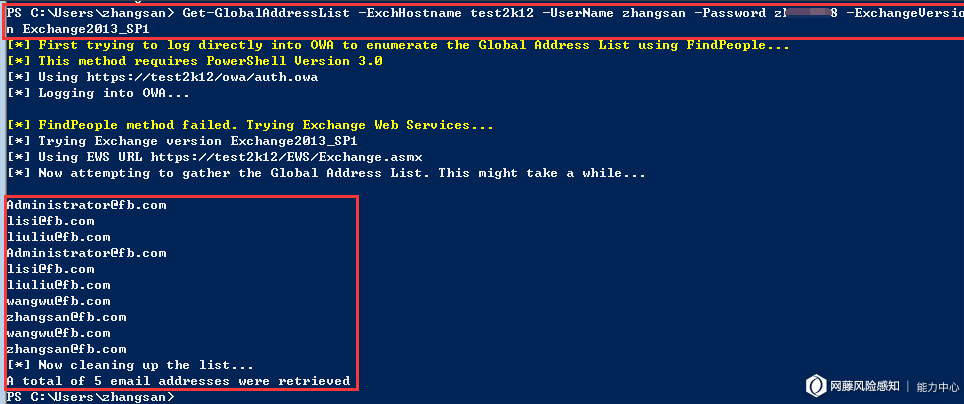 PS C:\Users\zhangsan> Get-GlobalAddressList -ExchHostname test2k12 -UserName zhangsan -Password z 8 -ExchangeVersio
n Exchange2013_SP1
[*] First trying to log directly into OWA to enumerate the Global Address List using FindPeople...
[*] This method requires PowerShell Version 3.0
[*] Using https://test2k12/owa/auth.owa
[*] Logging into OWA...
[*] FindPeople method failed. Trying Exchange Web Services...
[*] Trying Exchange version Exchange2013_SP1
[*] Using EWS URL https://test2k12/EWS/Exchange.asmx
[*] Now attempting to gather the Global Address List. This might take a while...
Administrator@fb.com
lisi@fb.com
liuliu@fb.com
Administrator@fb.com
lisi@fb.com
liuliu@fb.com
wangwu@fb.com
zhangsan@fb.com
wangwu@fb.com
zhangsan@fb.com
[*] Now cleaning up the list...
A total of 5 email addresses were retrieved
PS C:\Users\zhangsan>
网藤风险感知 | 能力中心